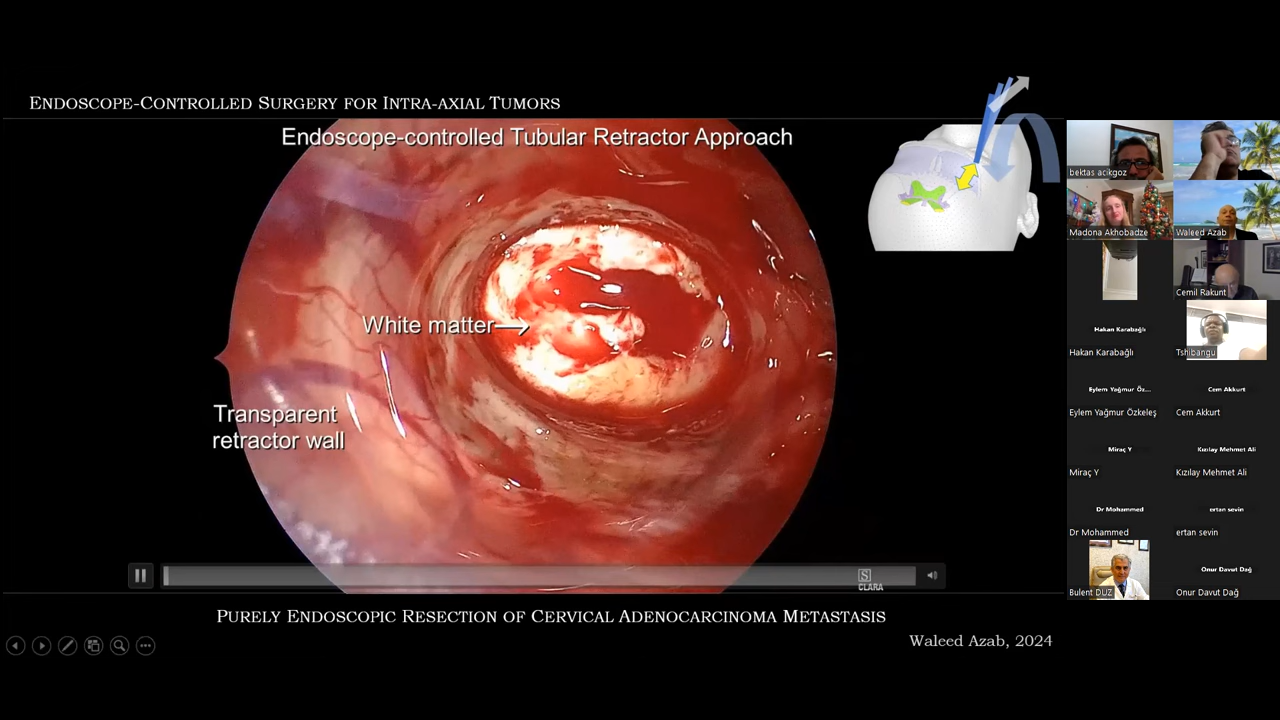 ENDOSCOPE-CONTROLLED SURGERY FOR INTRA-AXIAL TUMORS
Endoscope-controlled Tubular Retractor Approach
White matter
Transparent
retractor wall
S
CLARA
PURELY ENDOSCOPIC RESECTION OF CERVICAL ADENOCARCINOMA METASTASIS
Waleed Azab, 2024
bektas acikgoz
Madona Akhobadze
Waleed Azab
Cemil Rakunt
Hakan Karabağlı
Hakan Karabağlı
Tshibangu
Eylem Yağmur Öz...
Cem Akkurt
Eylem Yağmur Özkeleş
Cem Akkurt
Miraç Y
Kızılay Mehmet Ali
Miraç Y
Kızılay Mehmet Ali
Dr Mohammed
ertan sevin
Dr Mohammed
ertan sevin
Onur Davut Dağ
Bulent DUZ
Onur Davut Dağ